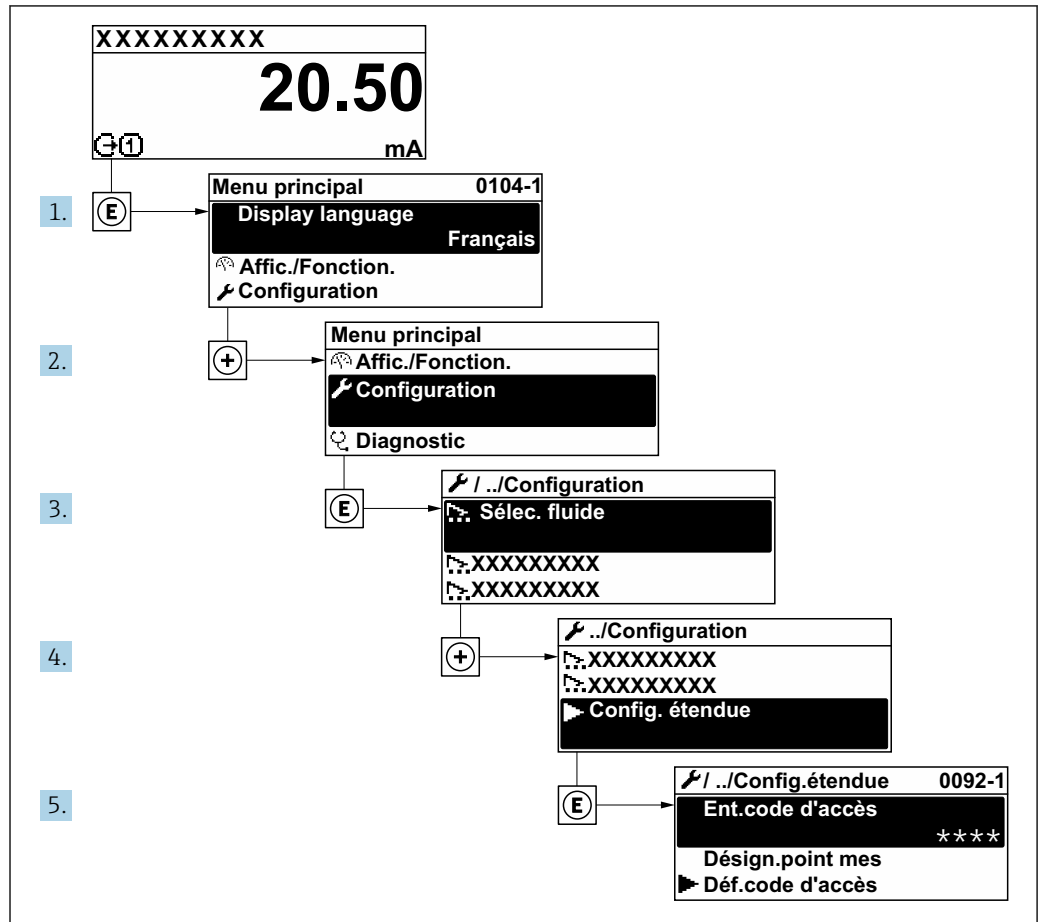 XXXXXXXXX
20.50
1
mA
1.
E
Menu principal 0104-1
Display language
Français
Affic./Fonction.
Configuration
2.
+
Menu principal
Affic./Fonction.
Configuration
Diagnostic
3.
E
/ ../Configuration
Sélec. fluide
XXXXXXXXX
XXXXXXXXX
4.
+
../Configuration
XXXXXXXXX
XXXXXXXXX
Config. étendue
5.
E
/ ../Config.étendue 0092-1
Ent.code d'accès
****
Désign.point mes
Déf.code d'accès